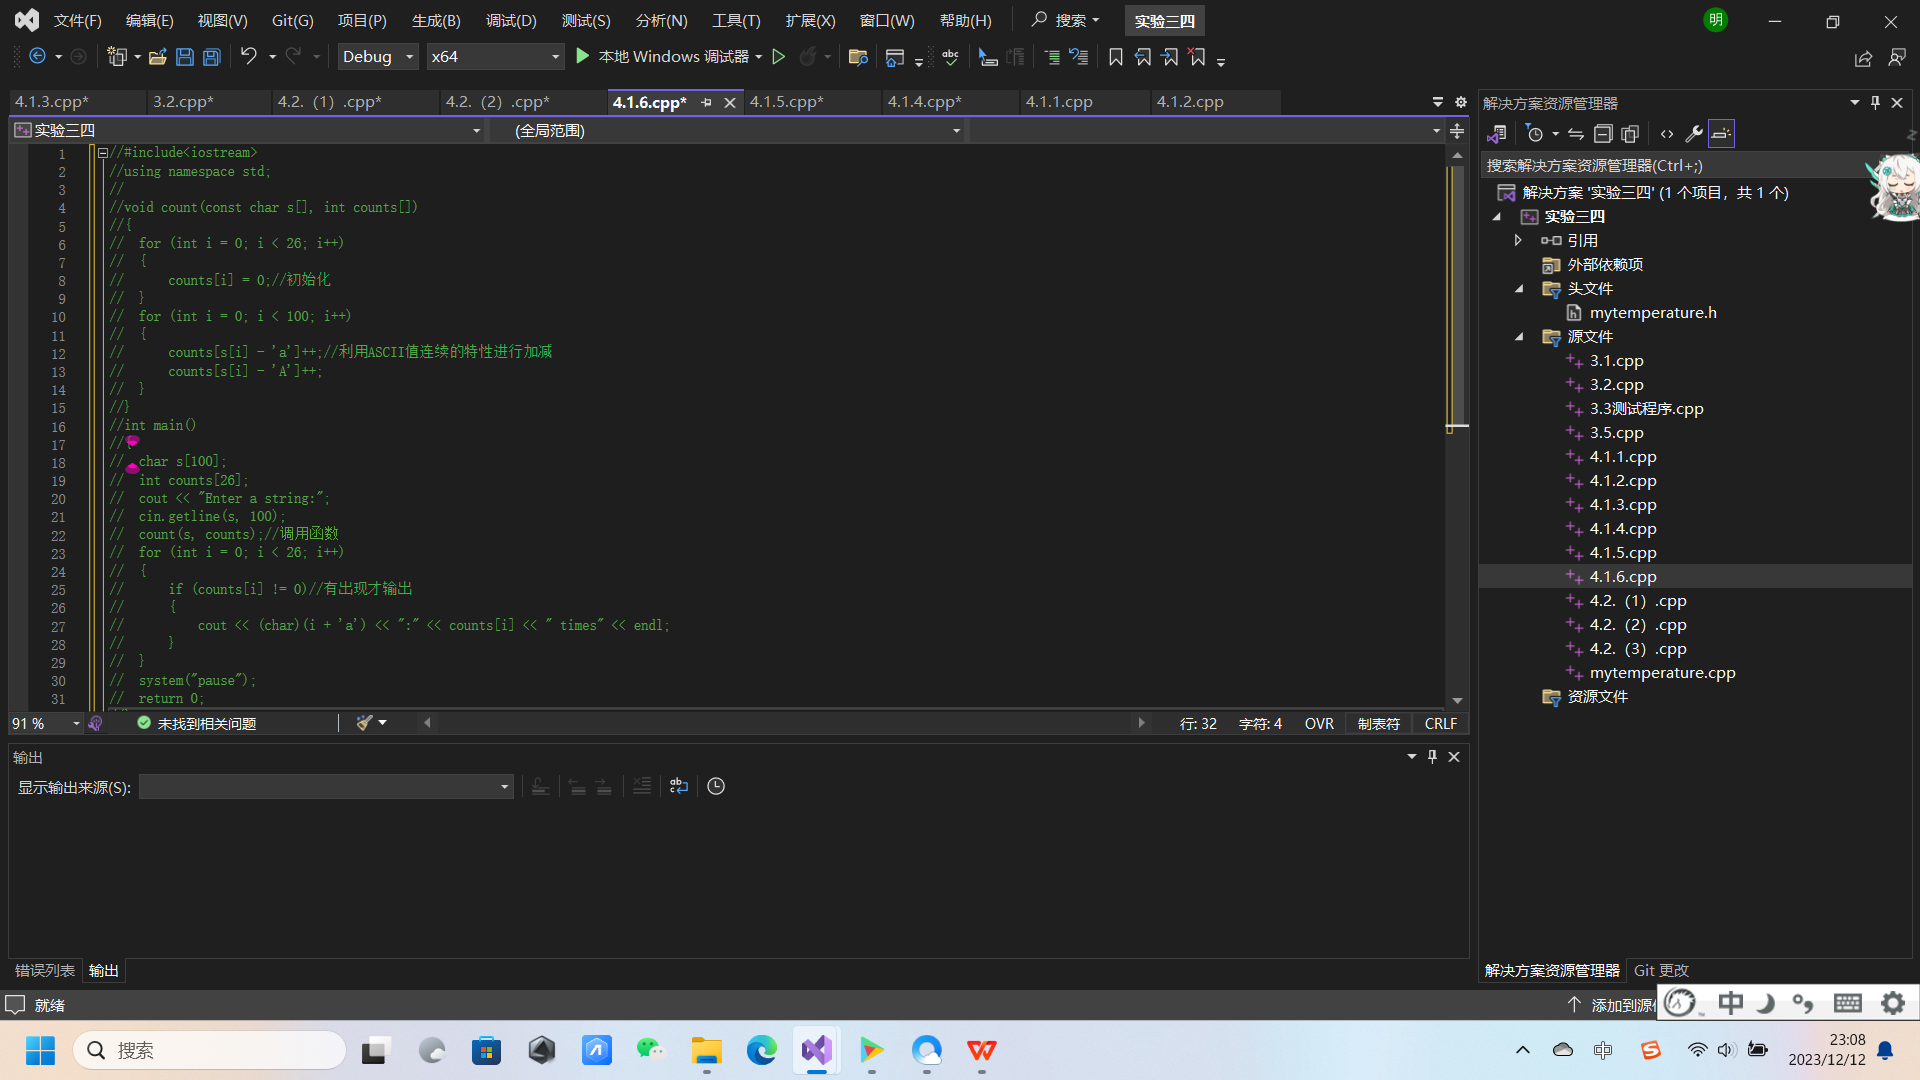 文件(F) 编辑(E) 视图(V) Git(G) 项目(P) 生成(B) 调试(D) 测试(S) 分析(N) 工具(T) 扩展(X) 窗口(W) 帮助(H) 搜索 实验三四 明
Debug x64 本地 Windows 调试器
4.1.3.cpp* 3.2.cpp* 4.2.（1）.cpp* 4.2.（2）.cpp* 4.1.6.cpp* 4.1.5.cpp* 4.1.4.cpp* 4.1.1.cpp 4.1.2.cpp
实验三四 (全局范围)
1 //#include<iostream>
2 //using namespace std;
3 //
4 //void count(const char s[], int counts[])
5 //{
6 // for (int i = 0; i < 26; i++)
7 // {
8 // counts[i] = 0;//初始化
9 // }
10 // for (int i = 0; i < 100; i++)
11 // {
12 // counts[s[i] - 'a']++;//利用ASCII值连续的特性进行加减
13 // counts[s[i] - 'A']++;
14 // }
15 //}
16 //int main()
17 //{
18 // char s[100];
19 // int counts[26];
20 // cout << "Enter a string:";
21 // cin.getline(s, 100);
22 // count(s, counts);//调用函数
23 // for (int i = 0; i < 26; i++)
24 // {
25 // if (counts[i] != 0)//有出现才输出
26 // {
27 // cout << (char)(i + 'a') << ":" << counts[i] << " times" << endl;
28 // }
29 // }
30 // system("pause");
31 // return 0;
91 % 未找到相关问题 行: 32 字符: 4 OVR 制表符 CRLF
输出
显示输出来源(S):
错误列表 输出
解决方案资源管理器
搜索解决方案资源管理器(Ctrl+;)
解决方案 '实验三四' (1 个项目，共 1 个)
实验三四
引用
外部依赖项
头文件
mytemperature.h
源文件
3.1.cpp
3.2.cpp
3.3测试程序.cpp
3.5.cpp
4.1.1.cpp
4.1.2.cpp
4.1.3.cpp
4.1.4.cpp
4.1.5.cpp
4.1.6.cpp
4.2.（1）.cpp
4.2.（2）.cpp
4.2.（3）.cpp
mytemperature.cpp
资源文件
解决方案资源管理器 Git 更改
就绪 添加到源 中
搜索 中 23:08
2023/12/12